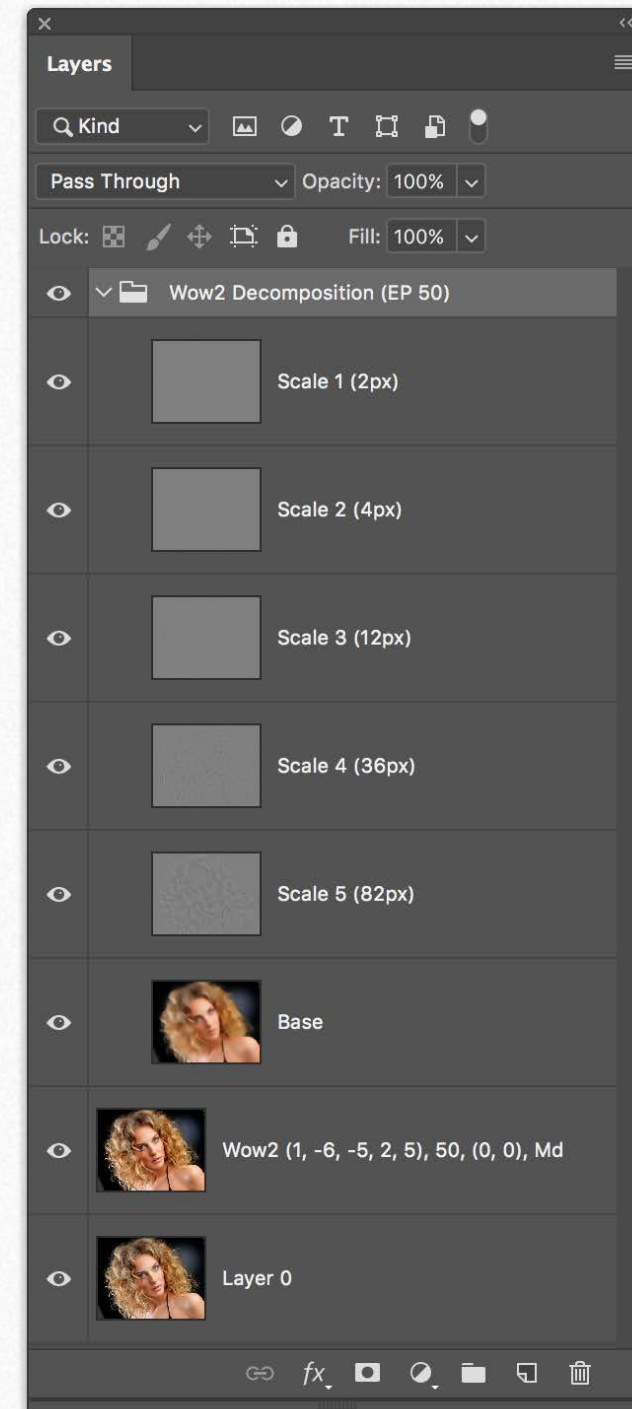 Layers
Kind
Pass Through Opacity: 100%
Lock: Fill: 100%
Wow2 Decomposition (EP 50)
Scale 1 (2px)
Scale 2 (4px)
Scale 3 (12px)
Scale 4 (36px)
Scale 5 (82px)
Base
Wow2 (1, -6, -5, 2, 5), 50, (0, 0), Md
Layer 0
fx